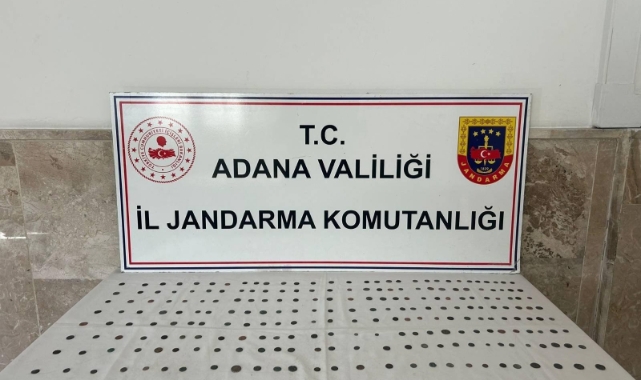 T.C.
ADANA VALİLİĞİ
İL JANDARMA KOMUTANLIĞI
JANDARMA